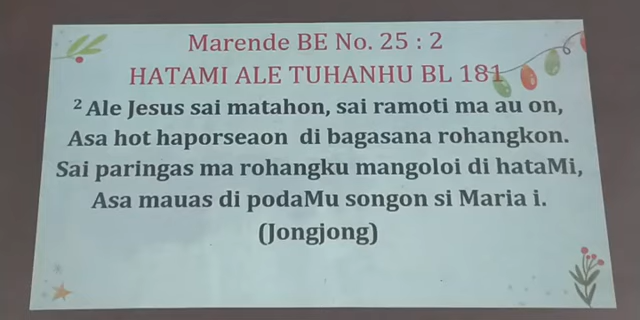 Marende BE No. 25 : 2
HATAMI ALE TUHANHU BL 181
² Ale Jesus sai matahon, sai ramoti ma au on,
Asa hot haporseaon di bagasana rohangkon.
Sai paringas ma rohangku mangoloi di hataMi,
Asa mauas di podaMu songon si Maria i.
(Jongjong)